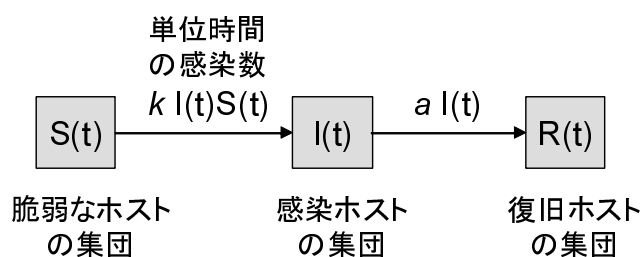 単位時間
の感染数
k I(t)S(t)
a I(t)
S(t)
I(t)
R(t)
脆弱なホスト
の集団
感染ホスト
の集団
復旧ホスト
の集団